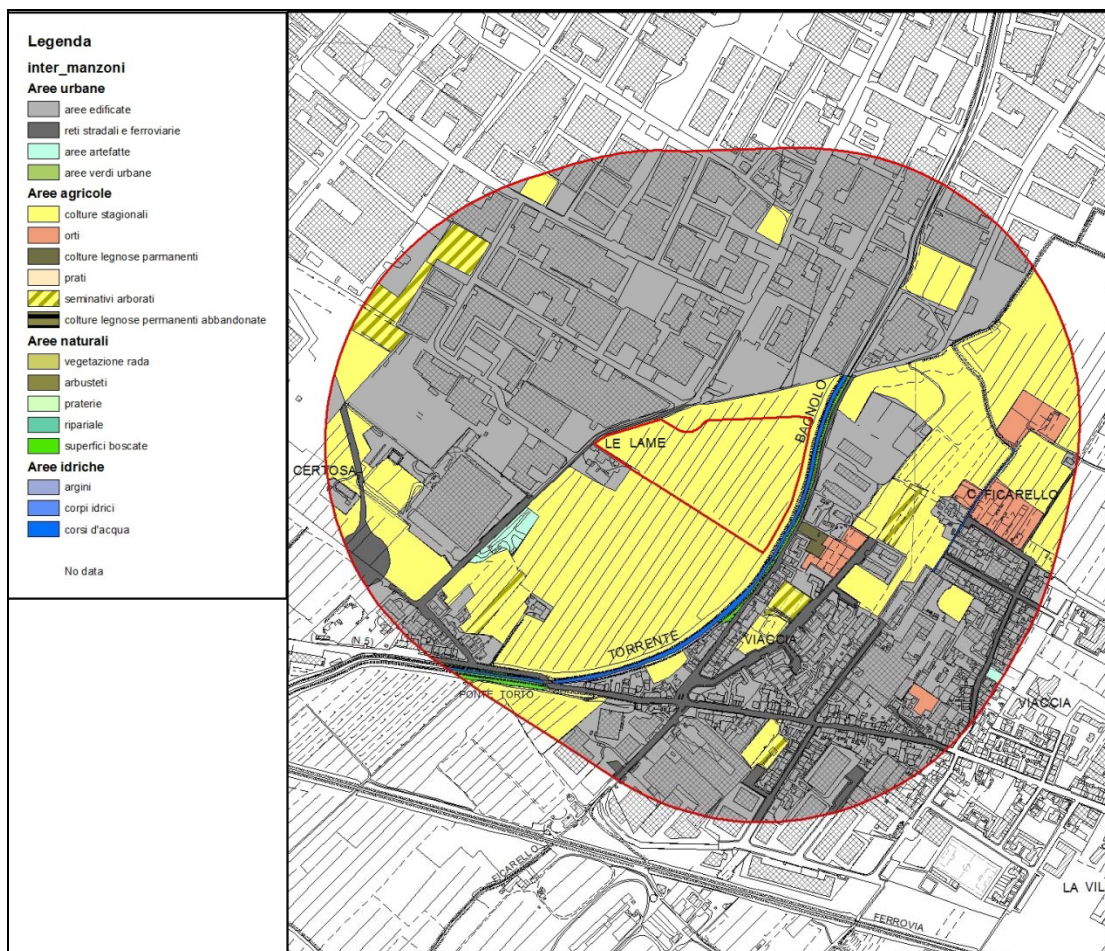 Legenda
inter_manzoni
Aree urbane
aree edificate
reti stradali e ferroviarie
aree artefatte
aree verdi urbane
Aree agricole
colture stagionali
orti
colture legnose parmanenti
prati
seminativi arborati
colture legnose permanenti abbandonate
Aree naturali
vegetazione rada
arbusteti
praterie
ripariale
superfici boscate
Aree idriche
argini
corpi idrici
corsi d'acqua
No data
BAGNOLO
LE LAME
CERTOSA
C. FICARELLO
TORRENTE
VIACCIA
(N.5)
PONTE TORTO
VIACCIA
FICARELLO
LA VIL
FERROVIA